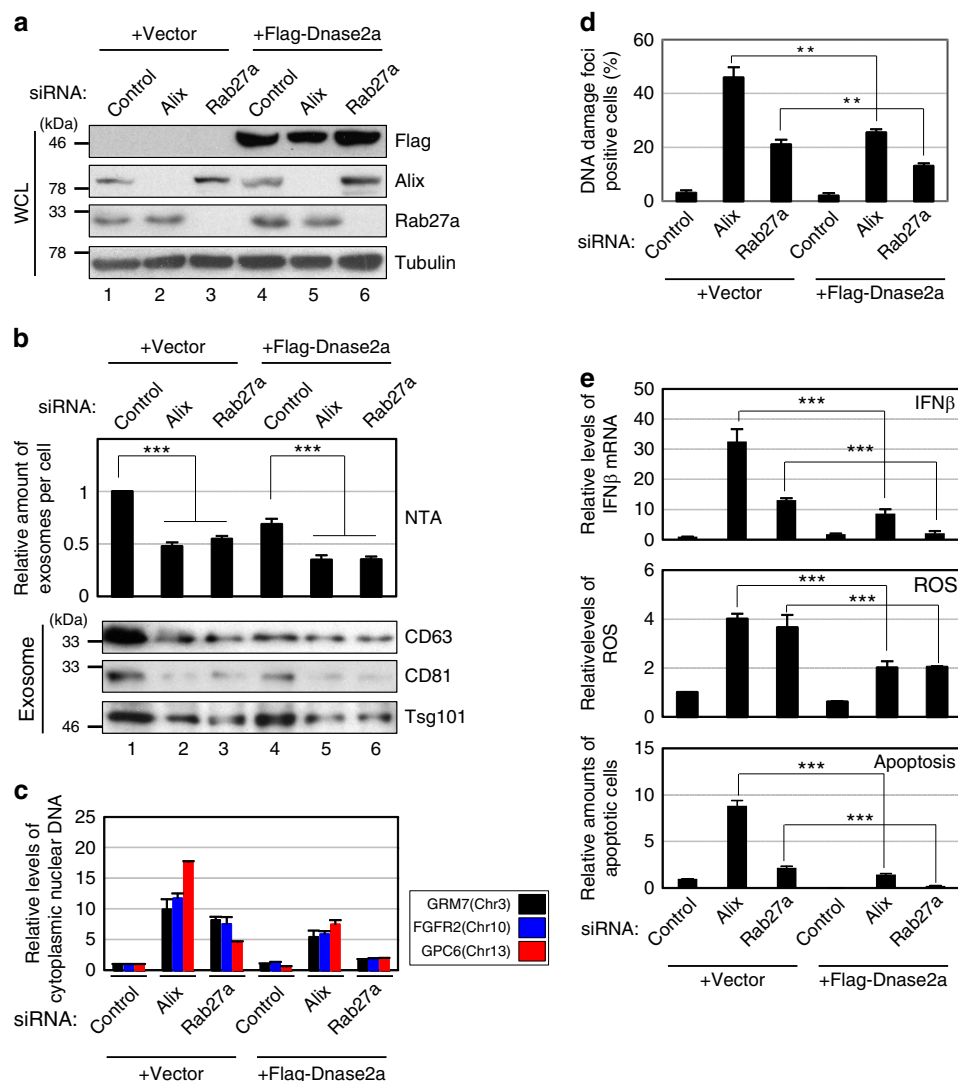 a
+Vector
+Flag-Dnase2a
siRNA:
Control
Alix
Rab27a
Control
Alix
Rab27a
(kDa)
46
Flag
78
Alix
33
Rab27a
78
Tubulin
WCL
1 2 3 4 5 6
b
+Vector
+Flag-Dnase2a
siRNA:
Control
Alix
Rab27a
Control
Alix
Rab27a
Relative amount of
exosomes per cell
1
0.5
0
***
***
NTA
(kDa)
33
CD63
33
CD81
46
Tsg101
Exosome
1 2 3 4 5 6
c
Relative levels of
cytoplasmic nuclear DNA
25
20
15
10
5
0
GRM7(Chr3)
FGFR2(Chr10)
GPC6(Chr13)
siRNA:
Control
Alix
Rab27a
Control
Alix
Rab27a
+Vector
+Flag-Dnase2a
d
DNA damage foci
positive cells (%)
60
40
20
0
**
**
siRNA:
Control
Alix
Rab27a
Control
Alix
Rab27a
+Vector
+Flag-Dnase2a
e
Relative levels of
IFNβ mRNA
50
40
30
20
10
0
***
***
IFNβ
Relativelevels of
ROS
6
4
2
0
***
***
ROS
Relative amounts of
apoptotic cells
15
10
5
0
***
***
Apoptosis
siRNA:
Control
Alix
Rab27a
Control
Alix
Rab27a
+Vector
+Flag-Dnase2a